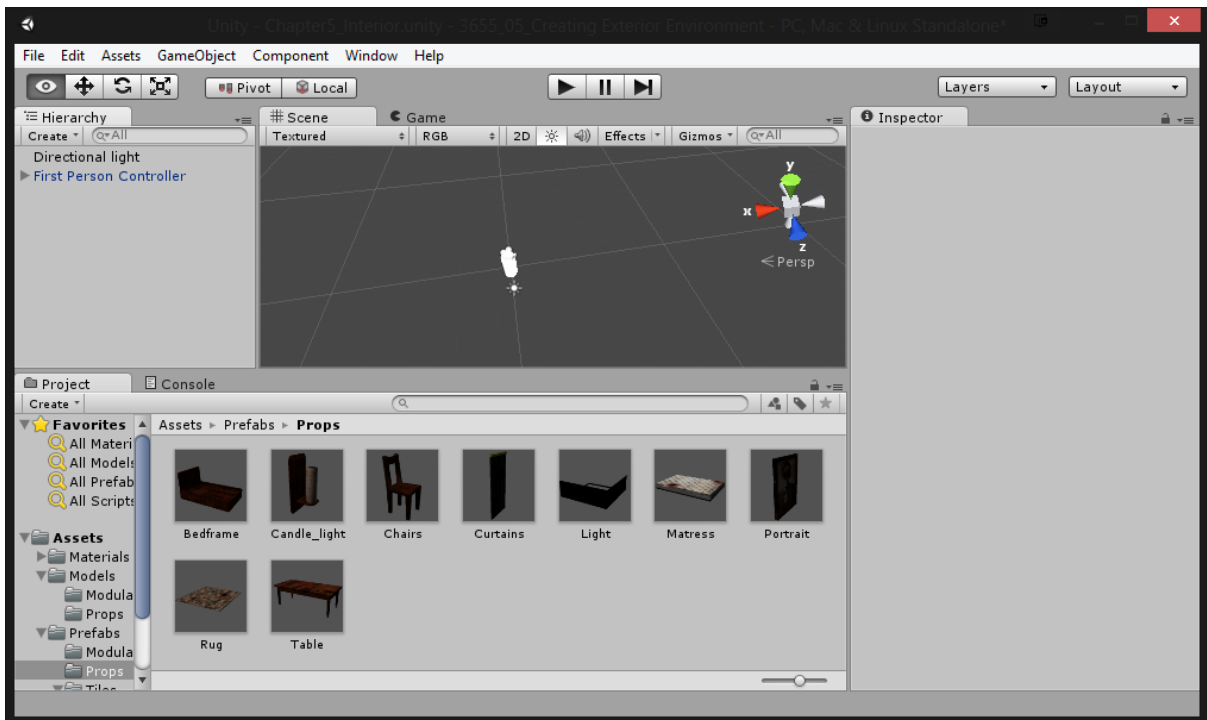 Unity - Chapter5_Interior.unity - 3655_05_Creating Exterior Environment - PC, Mac & Linux Standalone*
File Edit Assets GameObject Component Window Help
Pivot Local Layers Layout
Hierarchy # Scene Game Inspector
Create All Textured RGB 2D Effects Gizmos All
Directional light
First Person Controller
y
x
z
Persp
Project Console
Create
Favorites Assets Prefabs Props
All Materi
All Models
All Prefab
All Scripts
Bedframe Candle_light Chairs Curtains Light Matress Portrait
Assets
Materials
Models
Modula
Props
Prefabs
Rug Table
Modula
Props
Tiles